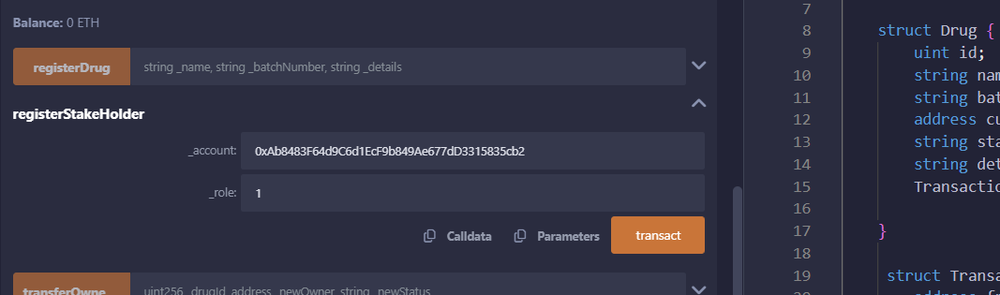 Balance: 0 ETH
registerDrug string _name, string _batchNumber, string _details
registerStakeHolder
_account: 0xAb8483F64d9C6d1EcF9b849Ae677dD3315835cb2
_role: 1
Calldata Parameters transact
transferOwne uint256 _drugId, address _newOwner, string _newStatus
7
8 struct Drug {
9 uint id;
10 string nam
11 string bat
12 address cu
13 string sta
14 string det
15 Transactio
16
17 }
18
19 struct Transa